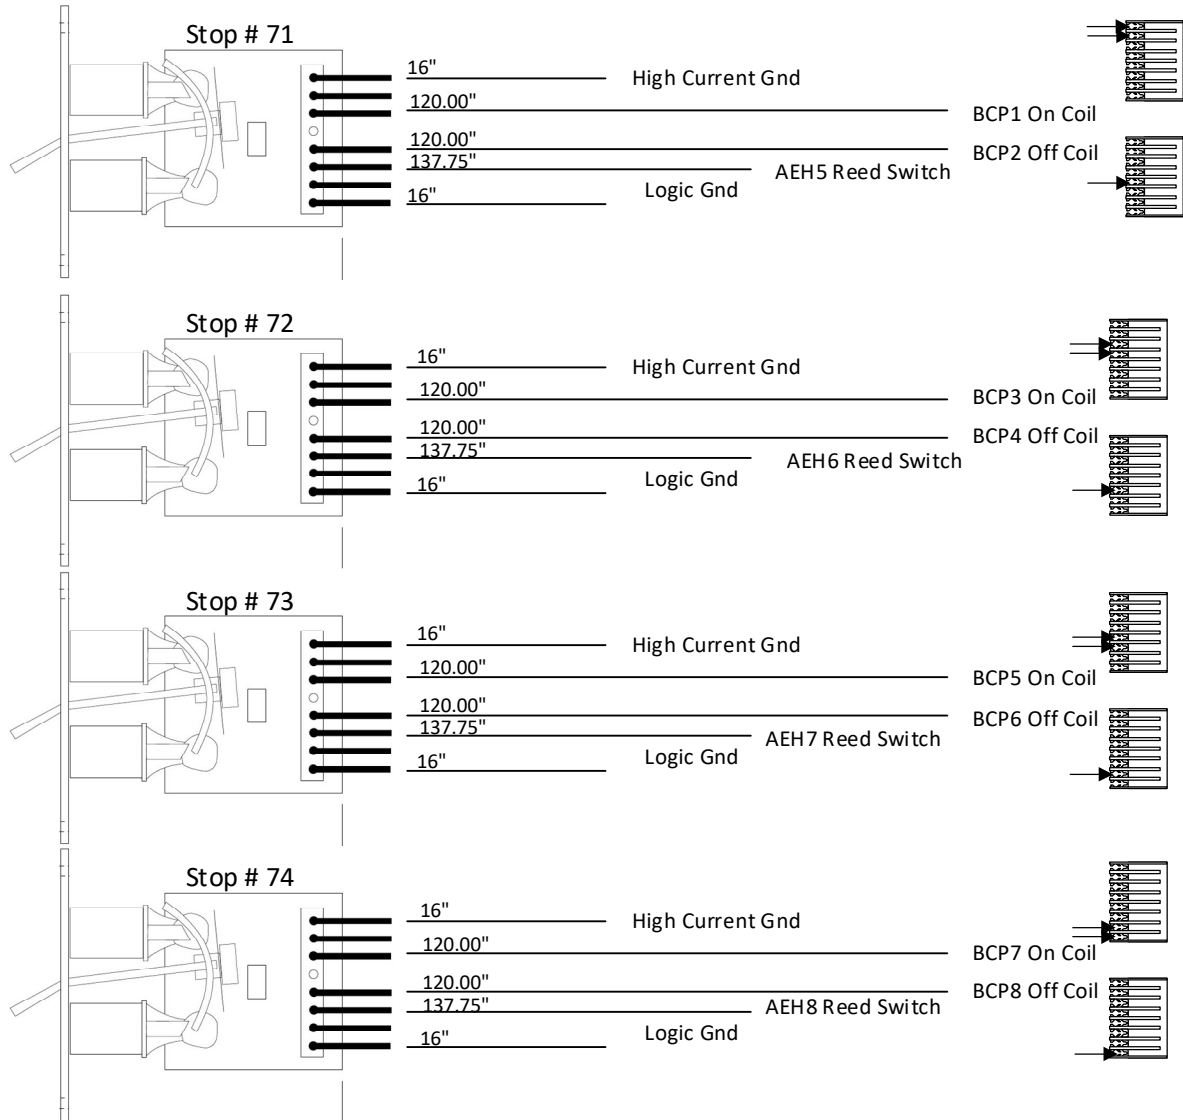 Stop # 71
16"
High Current Gnd
120.00"
BCP1 On Coil
120.00"
BCP2 Off Coil
137.75"
AEH5 Reed Switch
Logic Gnd
16"
Stop # 72
16"
High Current Gnd
120.00"
BCP3 On Coil
120.00"
BCP4 Off Coil
137.75"
AEH6 Reed Switch
Logic Gnd
16"
Stop # 73
16"
High Current Gnd
120.00"
BCP5 On Coil
120.00"
BCP6 Off Coil
137.75"
AEH7 Reed Switch
Logic Gnd
16"
Stop # 74
16"
High Current Gnd
120.00"
BCP7 On Coil
120.00"
BCP8 Off Coil
137.75"
AEH8 Reed Switch
Logic Gnd
16"